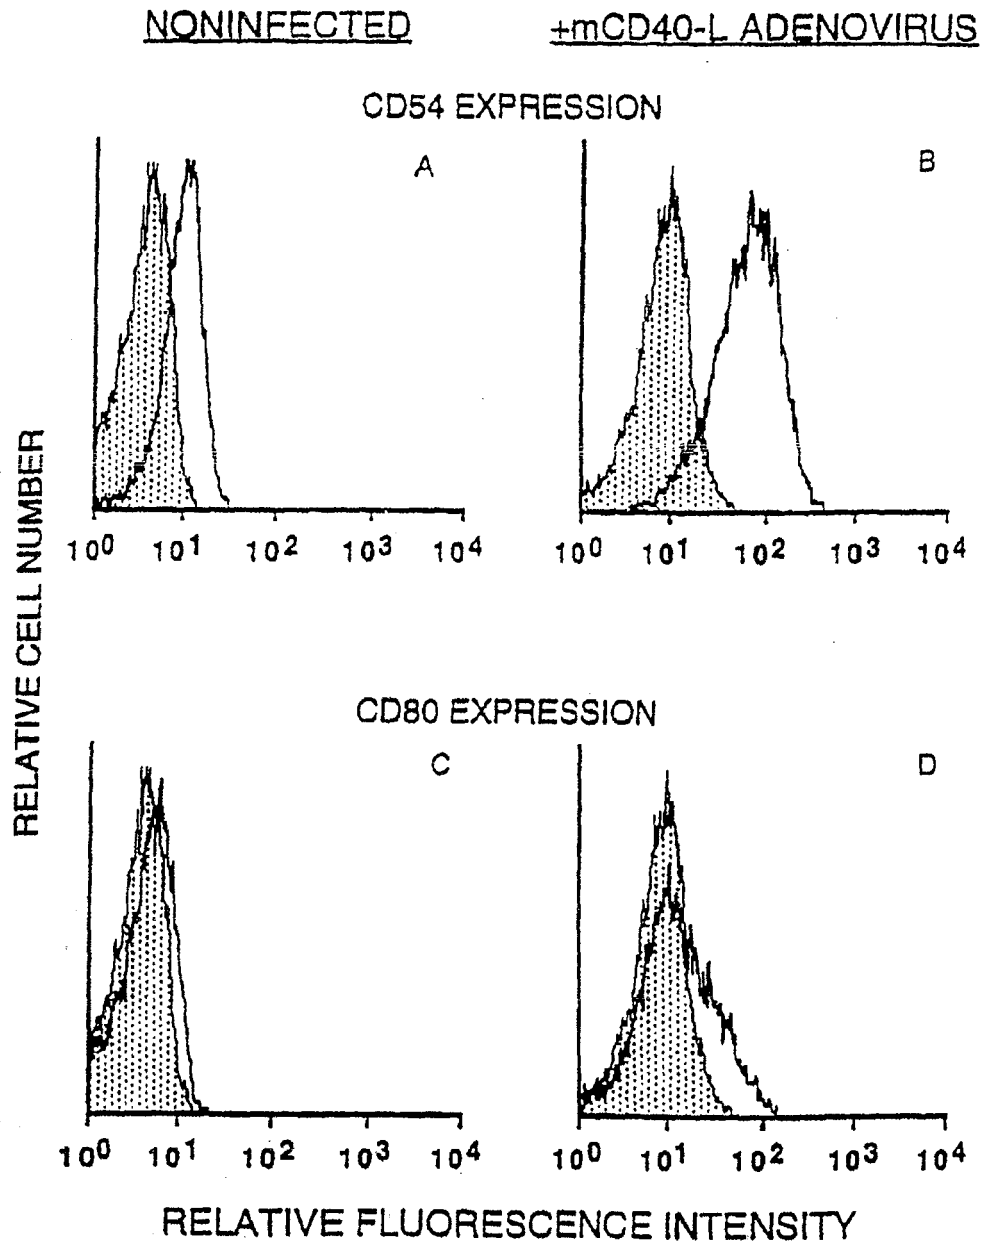 NONINFECTED
+mCD40-L ADENOVIRUS
CD54 EXPRESSION
A
B
10⁰ 10¹ 10² 10³ 10⁴
10⁰ 10¹ 10² 10³ 10⁴
RELATIVE CELL NUMBER
CD80 EXPRESSION
C
D
10⁰ 10¹ 10² 10³ 10⁴
10⁰ 10¹ 10² 10³ 10⁴
RELATIVE FLUORESCENCE INTENSITY